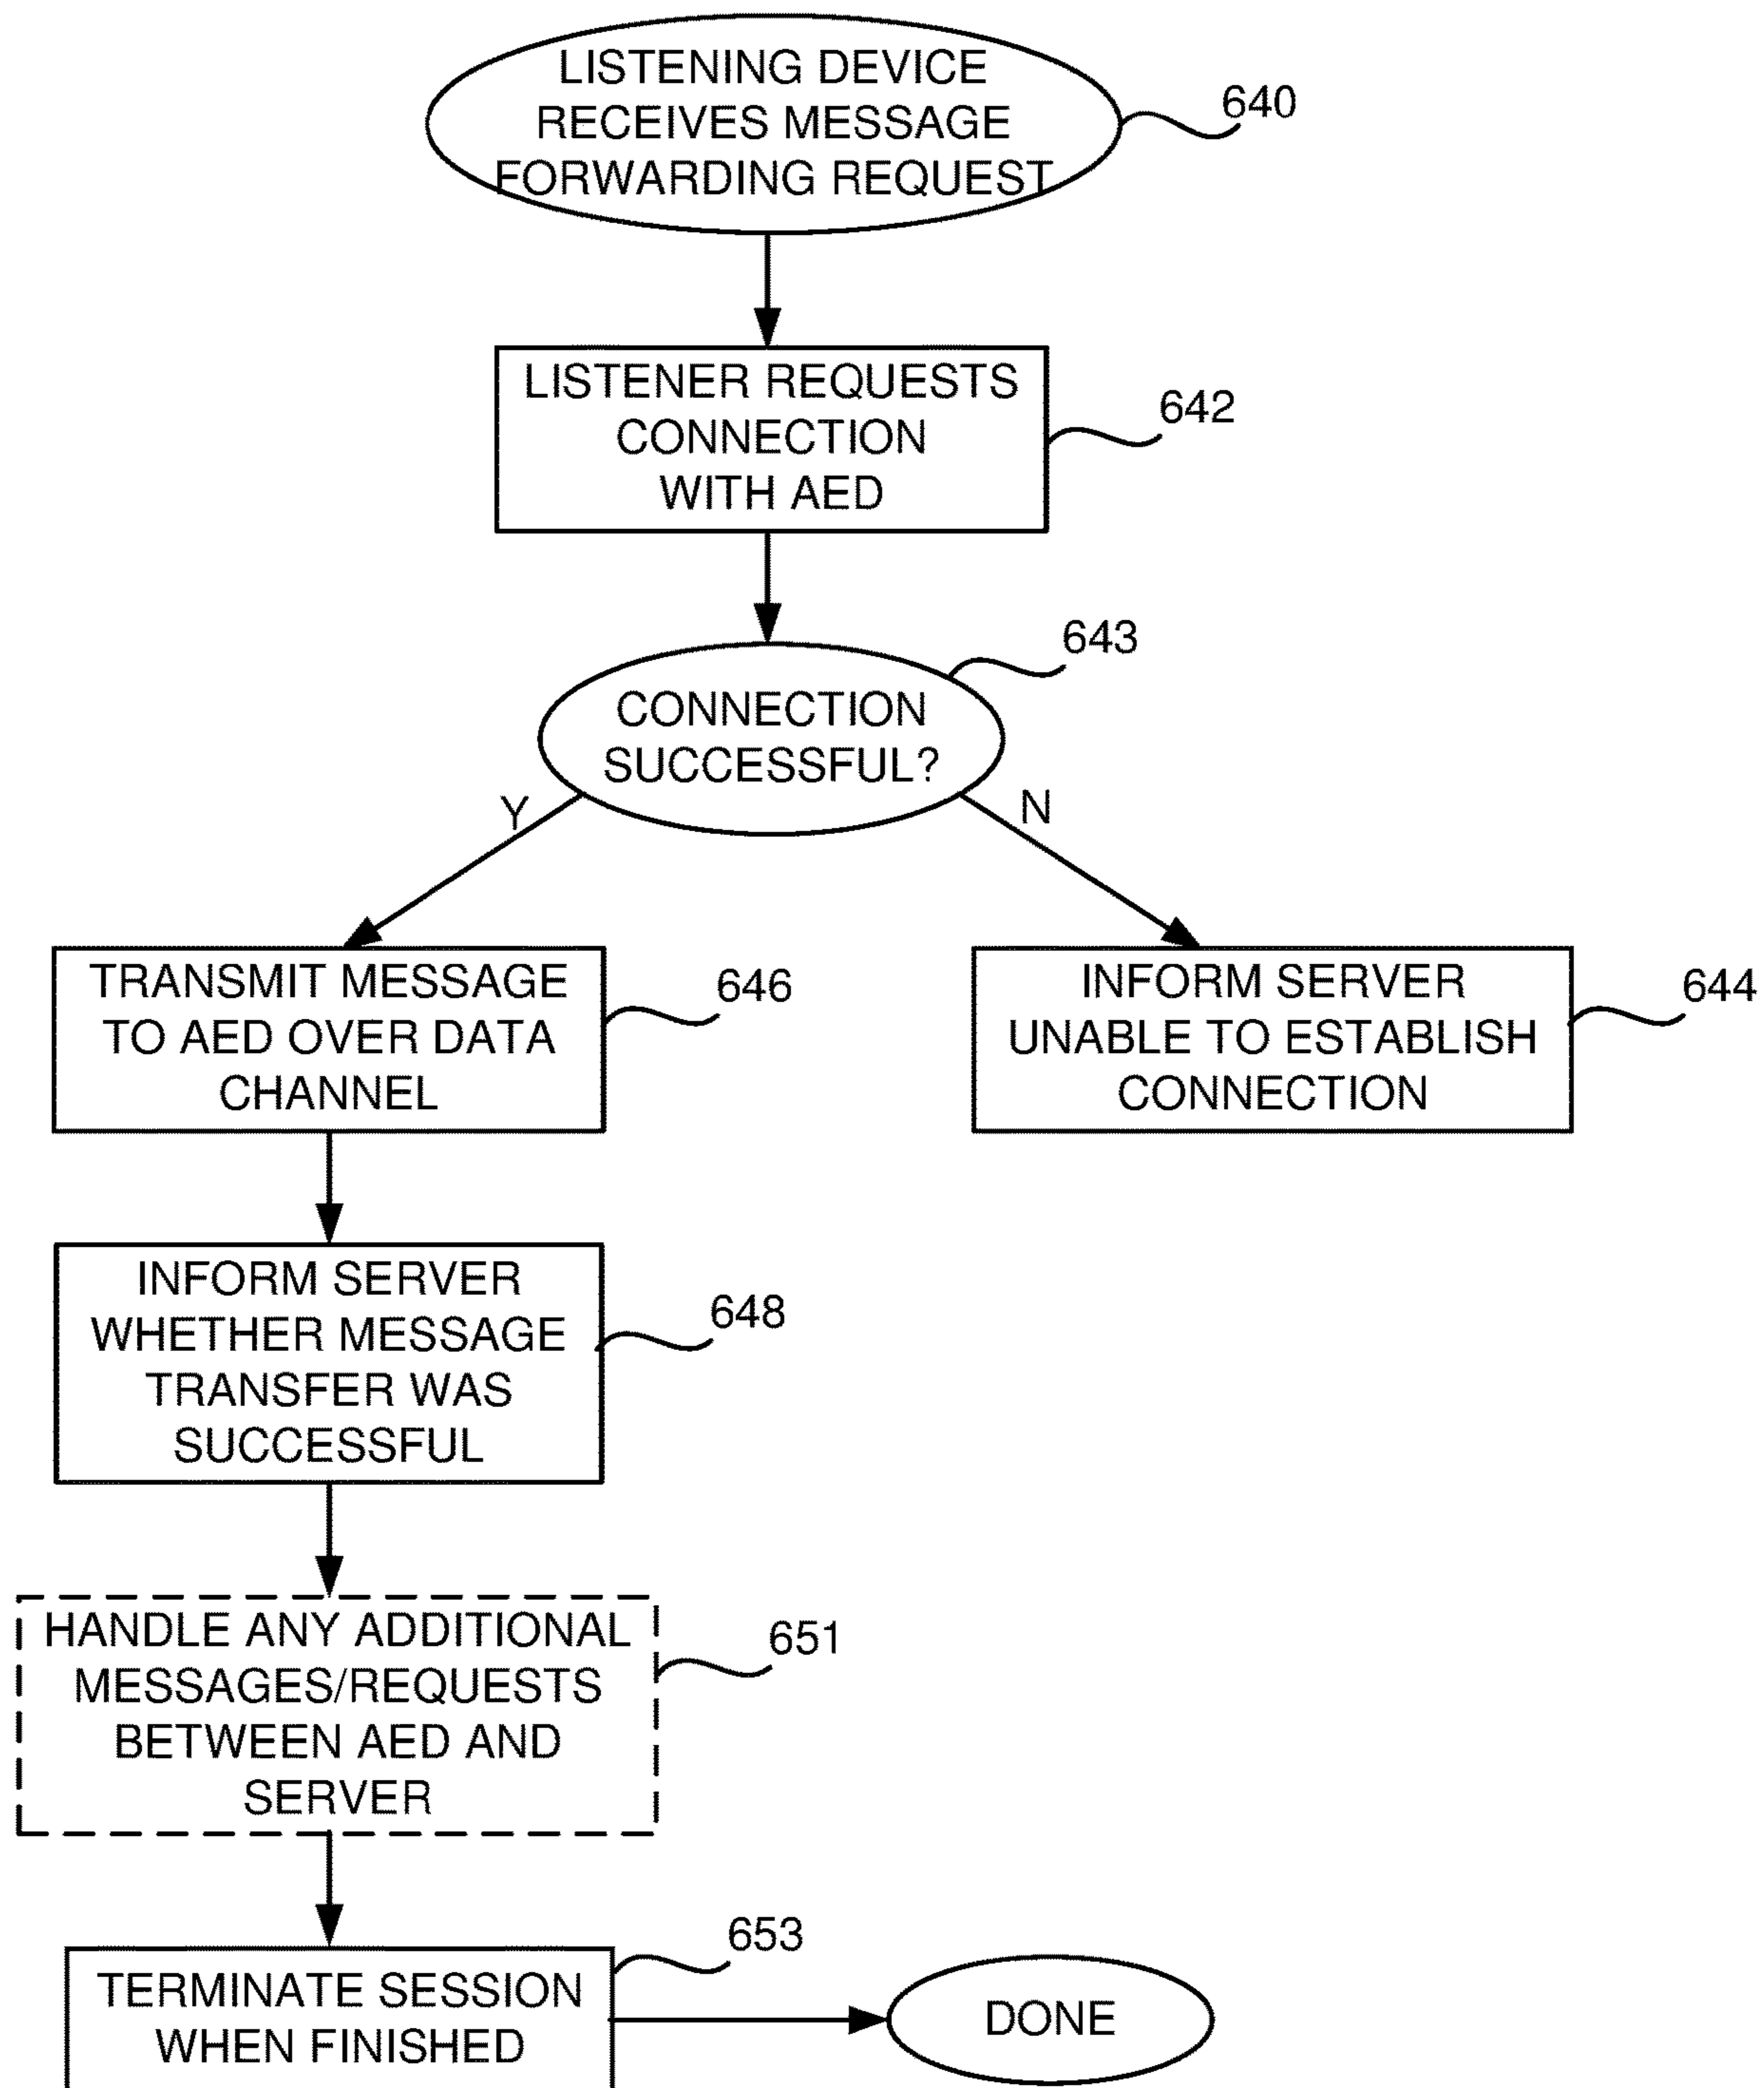 LISTENING DEVICE
RECEIVES MESSAGE
FORWARDING REQUEST
640
LISTENER REQUESTS
CONNECTION
WITH AED
642
643
CONNECTION
SUCCESSFUL?
Y
N
TRANSMIT MESSAGE
TO AED OVER DATA
CHANNEL
646
INFORM SERVER
UNABLE TO ESTABLISH
CONNECTION
644
INFORM SERVER
WHETHER MESSAGE
TRANSFER WAS
SUCCESSFUL
648
HANDLE ANY ADDITIONAL
MESSAGES/REQUESTS
BETWEEN AED AND
SERVER
651
TERMINATE SESSION
WHEN FINISHED
653
DONE